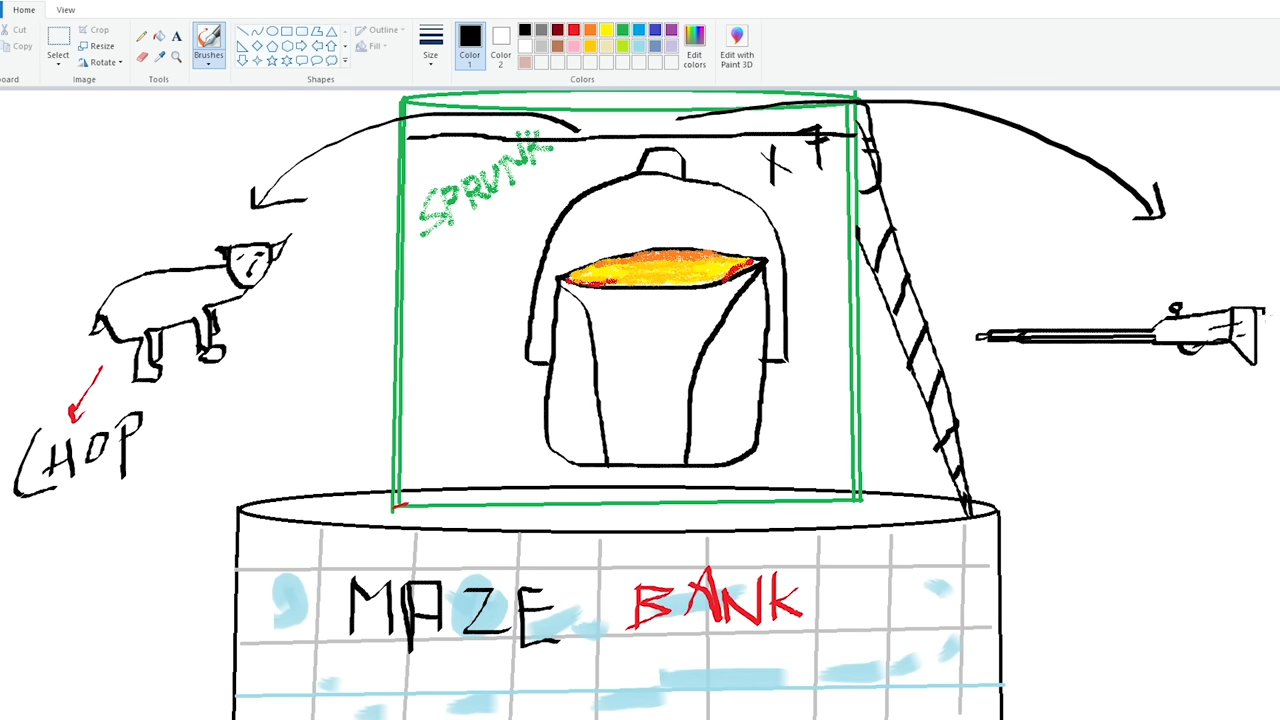 Home View
Cut
Copy
Select
Crop
Resize
Rotate
Brushes
Outline
Fill
Size
Color 1
Color 2
Edit colors
Edit with Paint 3D
oard
Image
Tools
Shapes
Colors
SPRUNK
CHOP
MAZE BANK